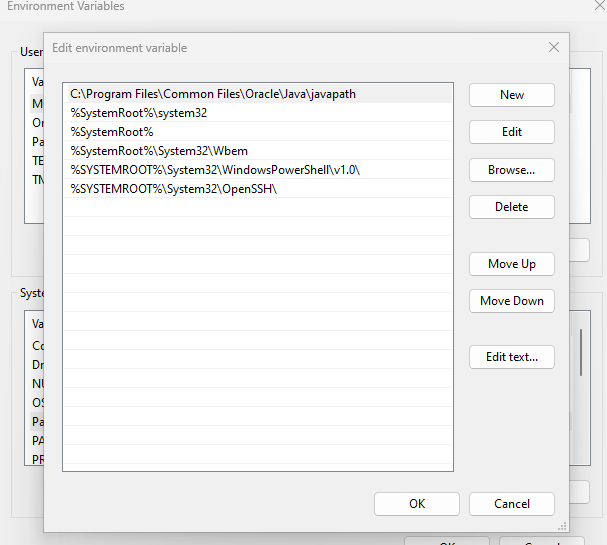 Environment Variables
User
Edit environment variable
Va
C:\Program Files\Common Files\Oracle\Java\javapath
New
M
%SystemRoot%\system32
Or
%SystemRoot%
Edit
Pa
%SystemRoot%\System32\Wbem
TE
%SYSTEMROOT%\System32\WindowsPowerShell\v1.0\
Browse...
TM
%SYSTEMROOT%\System32\OpenSSH\
Delete
Move Up
Syste
Move Down
Va
Co
Edit text...
Dr
NU
OS
Pa
PA
PR
OK
Cancel